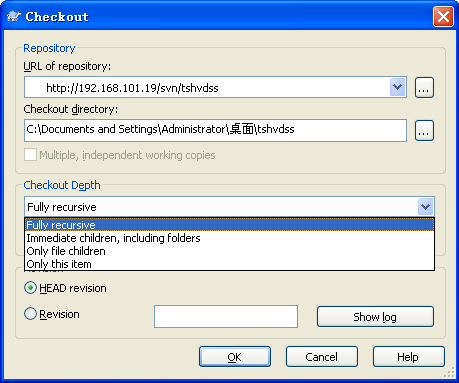 Checkout
Repository
URL of repository:
http://192.168.101.19/svn/tshvdss
...
Checkout directory:
C:\Documents and Settings\Administrator\桌面\tshvdss
...
Multiple, independent working copies
Checkout Depth
Fully recursive
Fully recursive
Immediate children, including folders
Only file children
Only this item
Revision
HEAD revision
Revision
Show log
OK
Cancel
Help